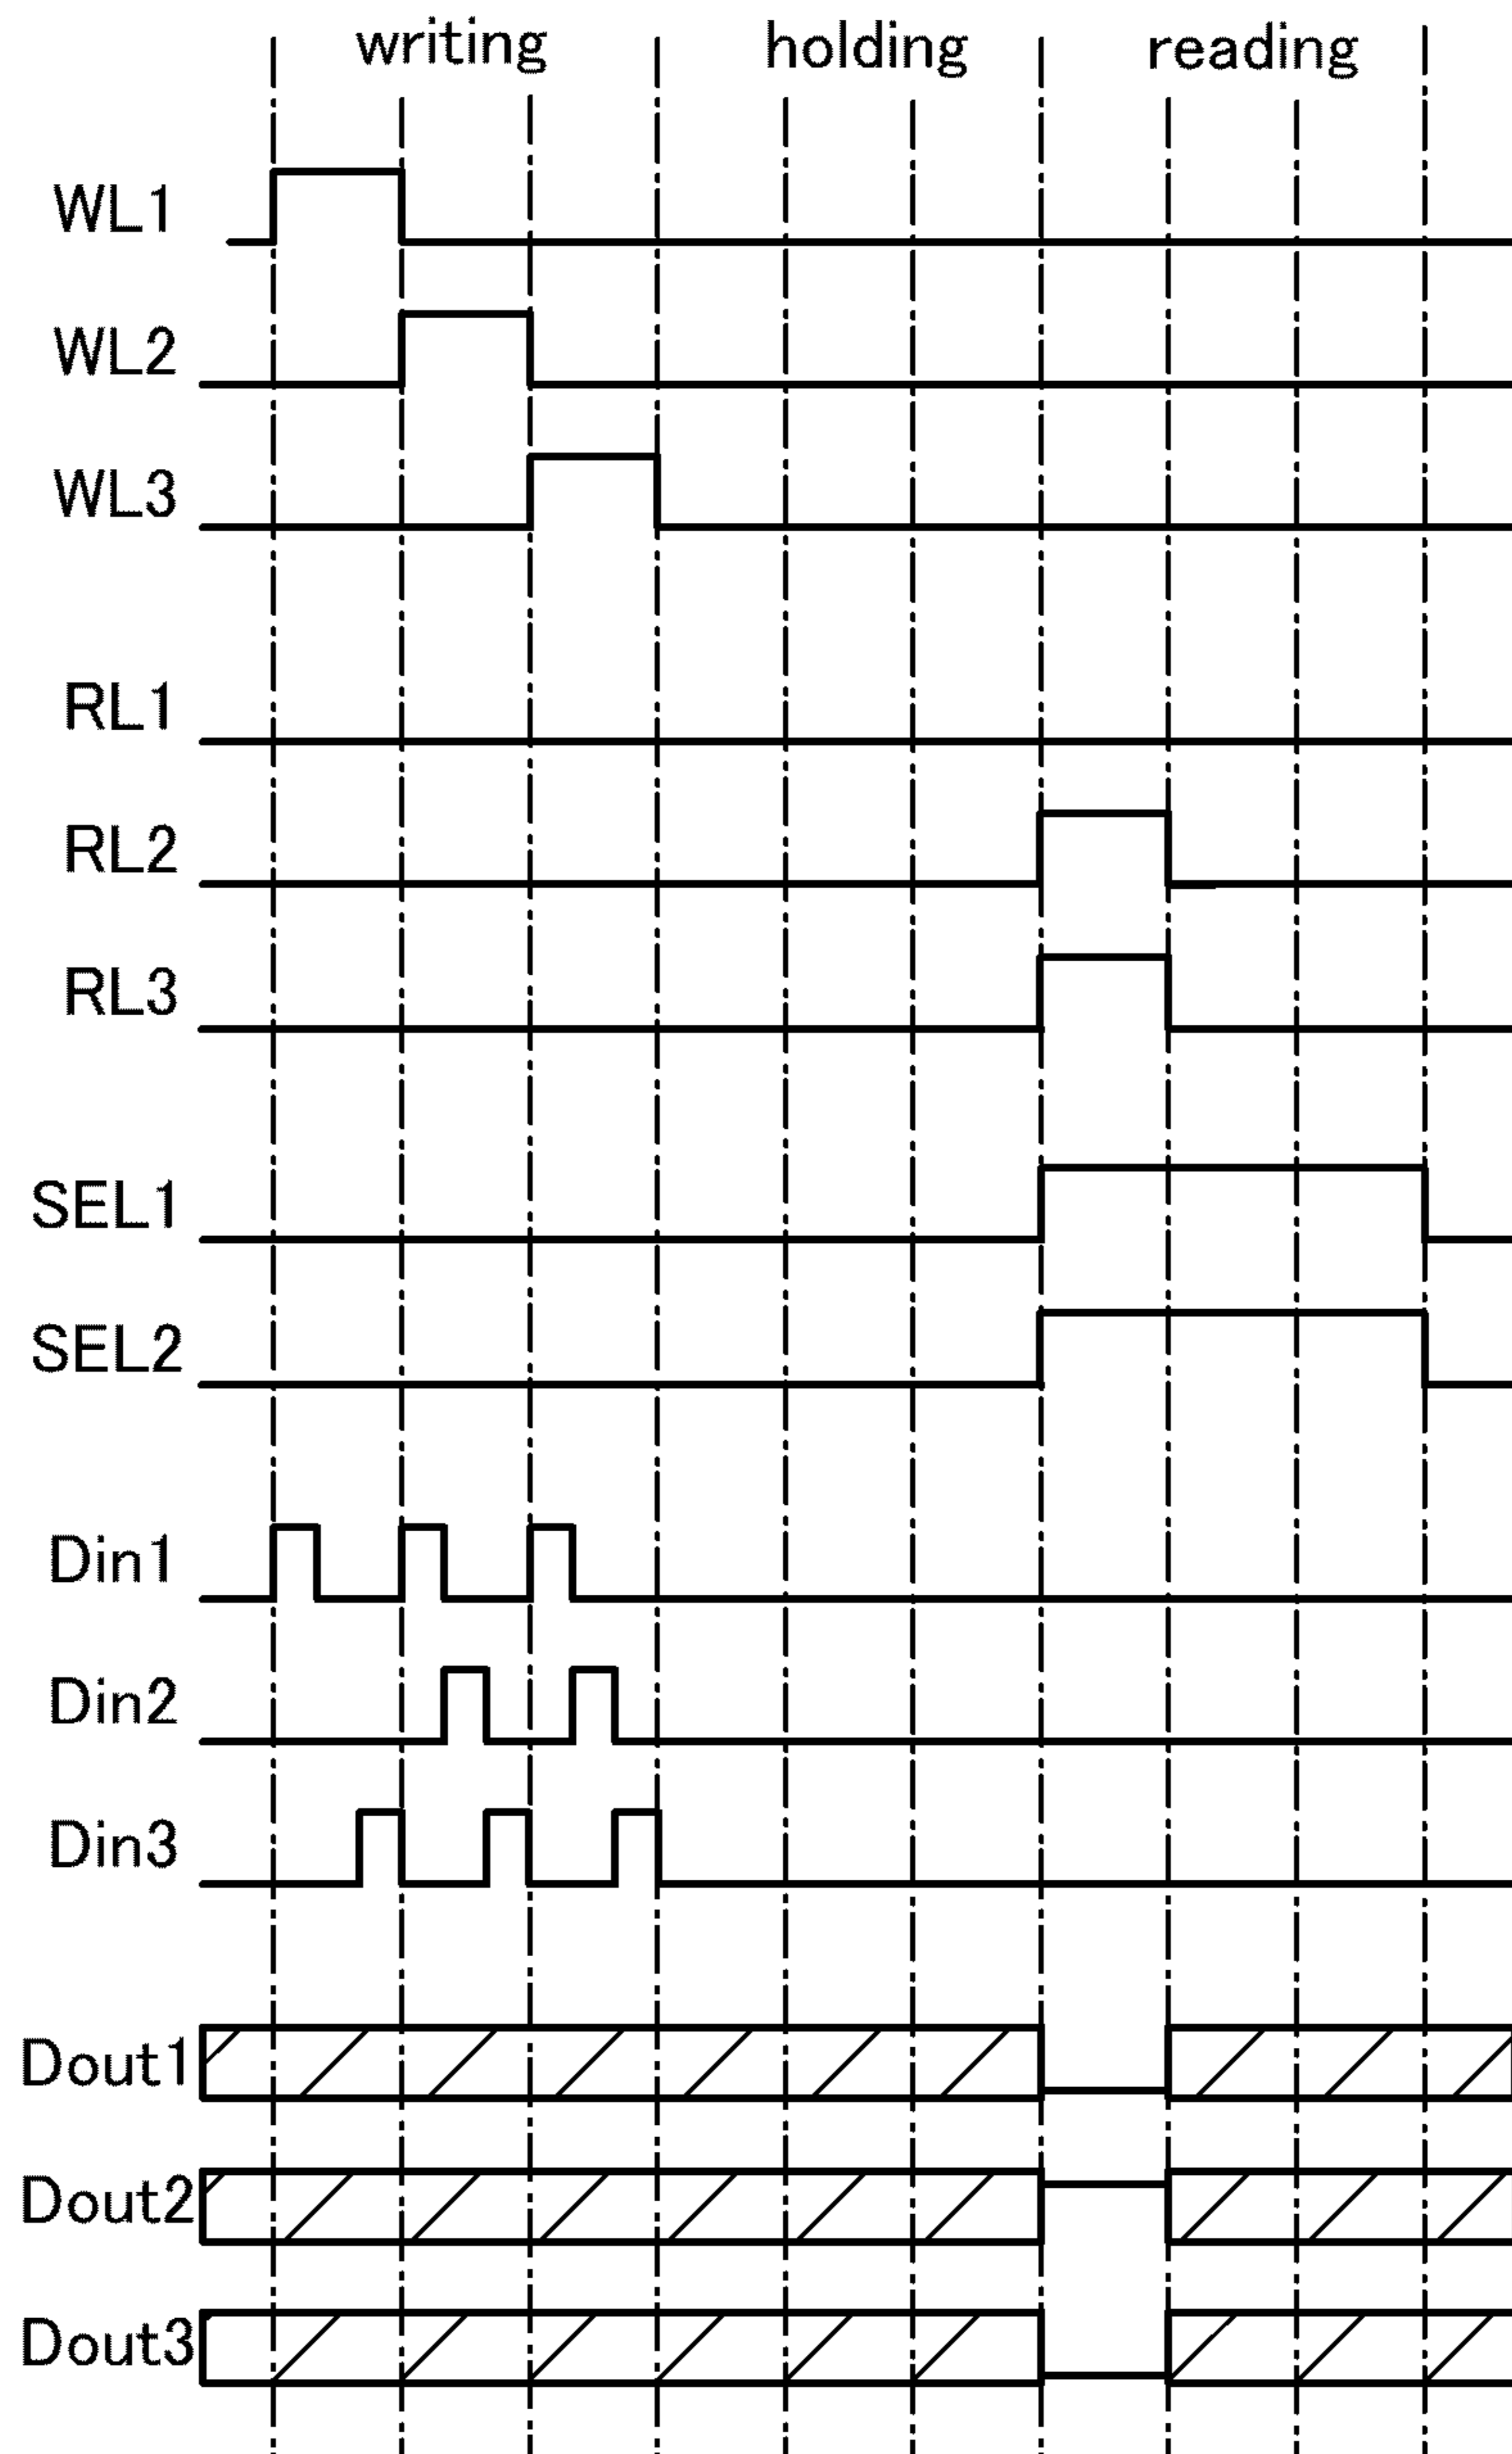 writing holding reading
WL1
WL2
WL3
RL1
RL2
RL3
SEL1
SEL2
Din1
Din2
Din3
Dout1
Dout2
Dout3